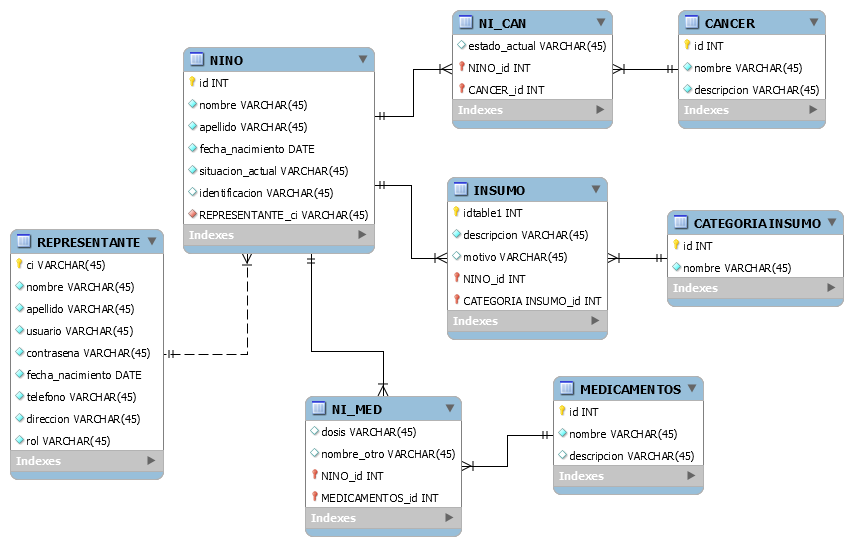 NI_CAN
estado_actual VARCHAR(45)
NINO_id INT
CANCER_id INT
Indexes
CANCER
id INT
nombre VARCHAR(45)
descripcion VARCHAR(45)
Indexes
NINO
id INT
nombre VARCHAR(45)
apellido VARCHAR(45)
fecha_nacimiento DATE
situacion_actual VARCHAR(45)
identificacion VARCHAR(45)
REPRESENTANTE_ci VARCHAR(45)
Indexes
INSUMO
idtable1 INT
descripcion VARCHAR(45)
motivo VARCHAR(45)
NINO_id INT
CATEGORIA INSUMO_id INT
Indexes
CATEGORIA INSUMO
id INT
nombre VARCHAR(45)
Indexes
REPRESENTANTE
ci VARCHAR(45)
nombre VARCHAR(45)
apellido VARCHAR(45)
usuario VARCHAR(45)
contrasena VARCHAR(45)
fecha_nacimiento DATE
telefono VARCHAR(45)
direccion VARCHAR(45)
rol VARCHAR(45)
Indexes
NI_MED
dosis VARCHAR(45)
nombre_otro VARCHAR(45)
NINO_id INT
MEDICAMENTOS_id INT
Indexes
MEDICAMENTOS
id INT
nombre VARCHAR(45)
descripcion VARCHAR(45)
Indexes